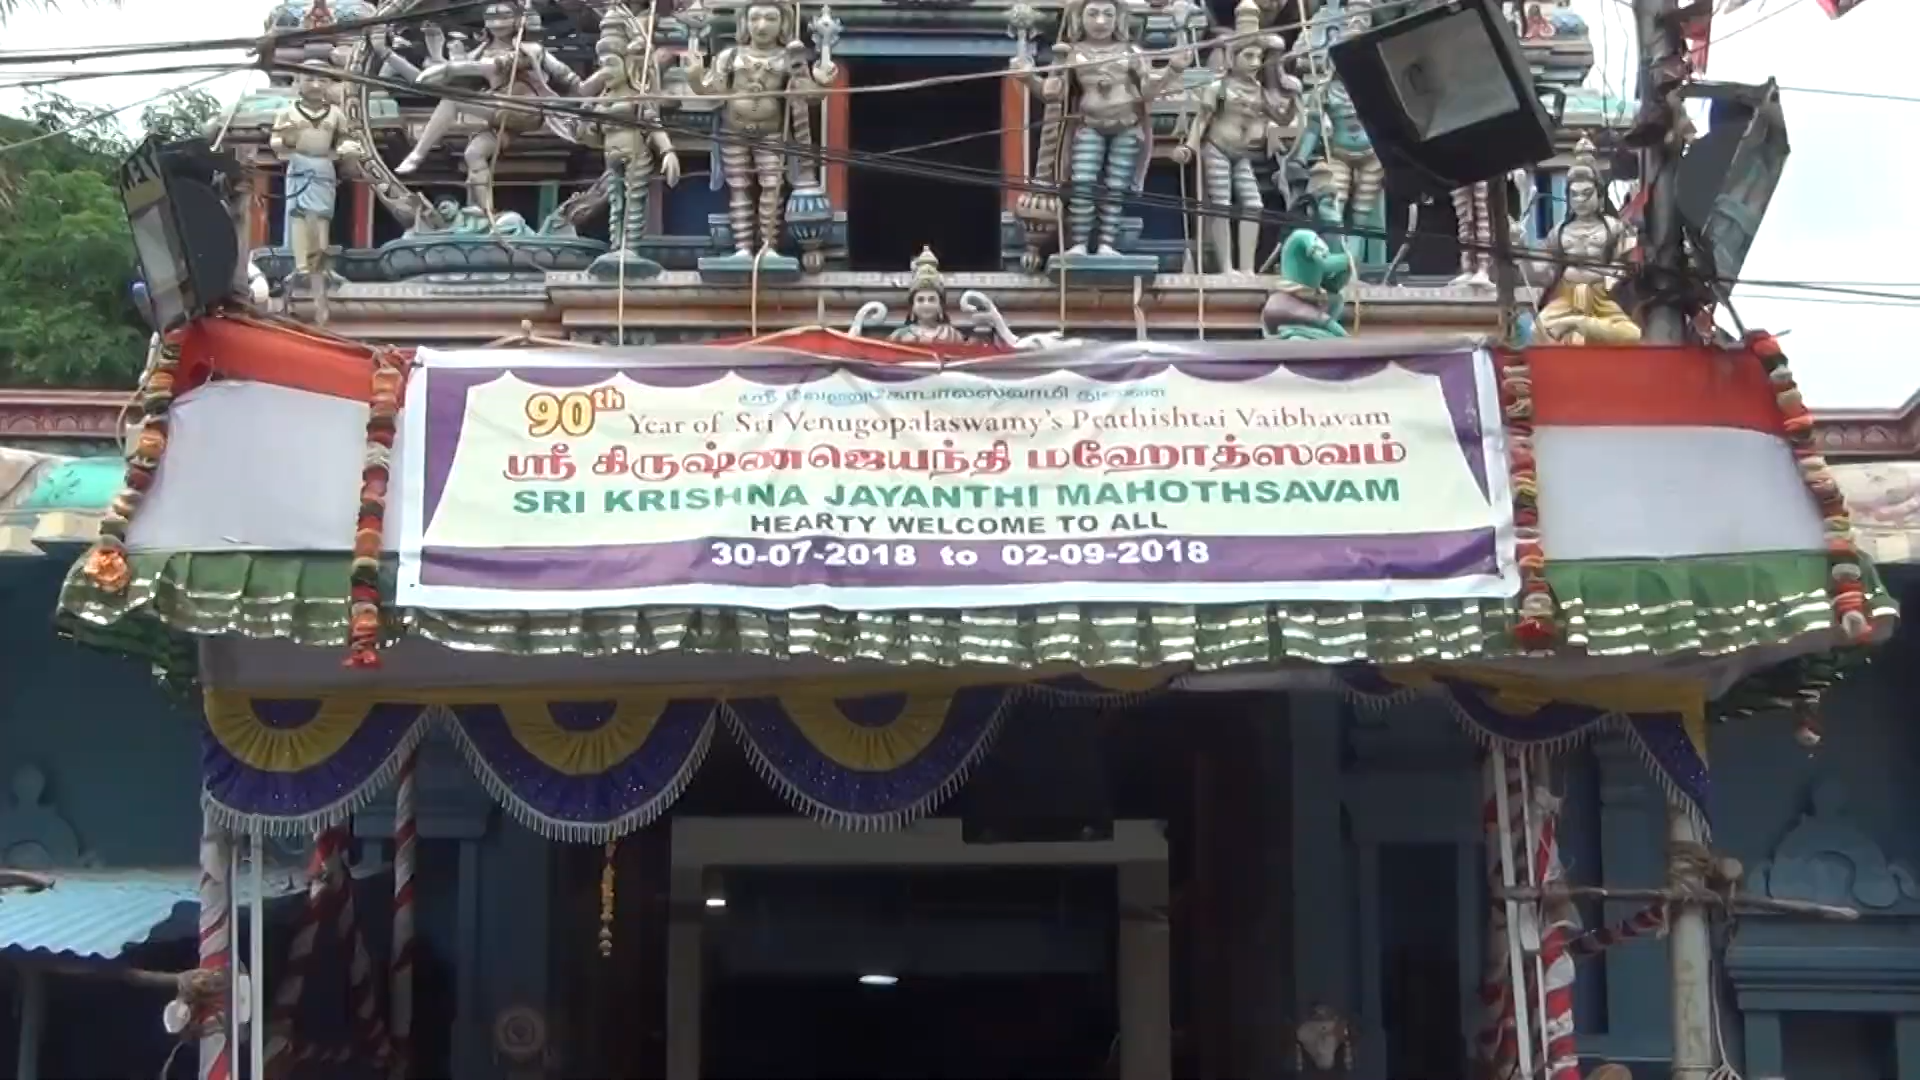 ஸ்ரீ வேணுகோபாலஸ்வாமி துணை
90th Year of Sri Venugopalaswamy's Prathishtai Vaibhavam
ஸ்ரீ கிருஷ்ணஜெயந்தி மஹோத்ஸவம்
SRI KRISHNA JAYANTHI MAHOTHSAVAM
HEARTY WELCOME TO ALL
30-07-2018 to 02-09-2018